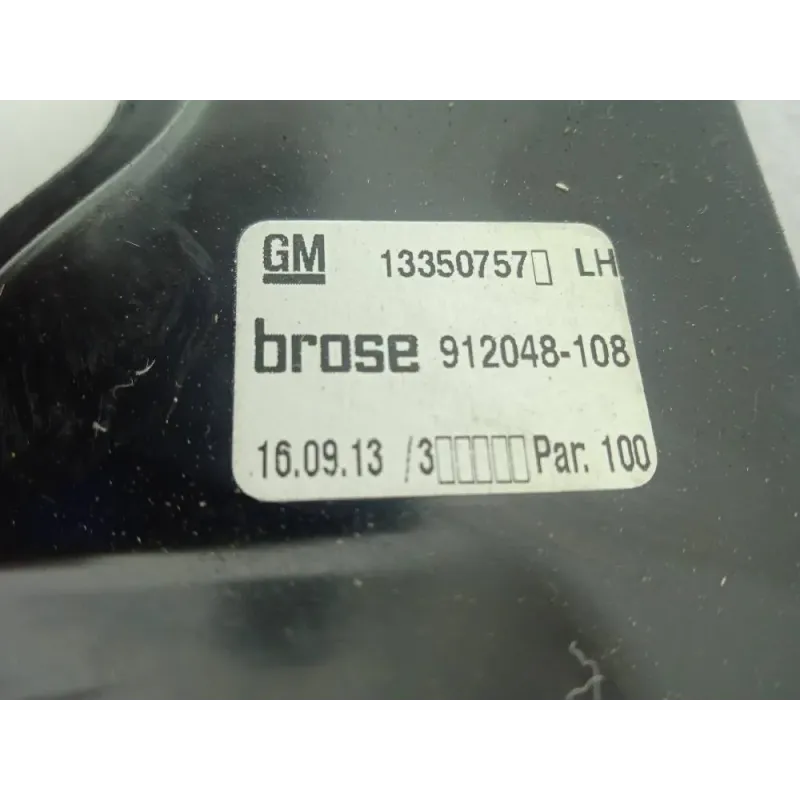 GM 13350757▯ LH
brose 912048-108
16.09.13 /3▯▯▯▯▯ Par. 100